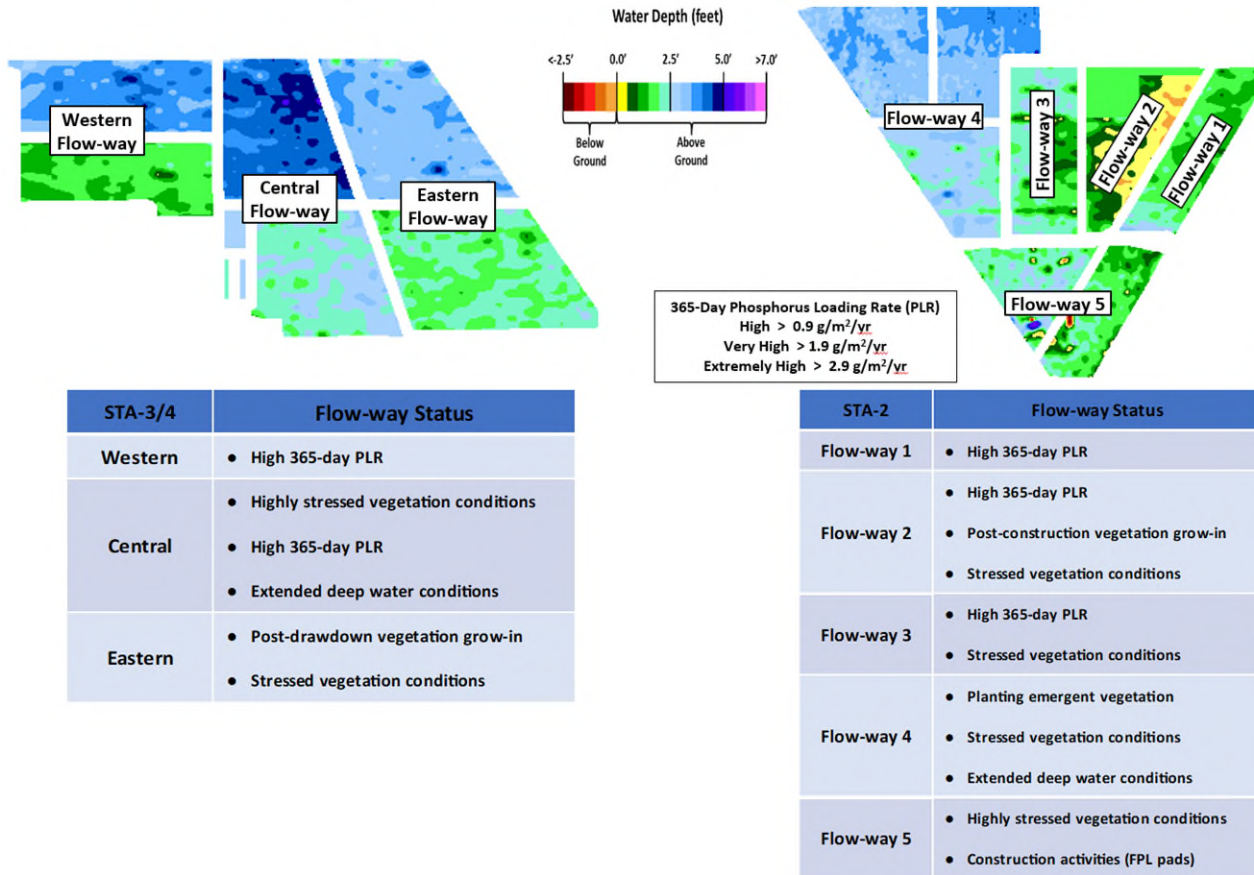 Water Depth (feet)
<-2.5' 0.0' 2.5' 5.0' >7.0'
Below Ground
Above Ground
Western
Flow-way
Central
Flow-way
Eastern
Flow-way
Flow-way 4
Flow-way 3
Flow-way 2
Flow-way 1
Flow-way 5
365-Day Phosphorus Loading Rate (PLR)
High > 0.9 g/m²/yr
Very High > 1.9 g/m²/yr
Extremely High > 2.9 g/m²/yr
STA-3/4 Flow-way Status
Western
● High 365-day PLR
Central
● Highly stressed vegetation conditions
● High 365-day PLR
● Extended deep water conditions
Eastern
● Post-drawdown vegetation grow-in
● Stressed vegetation conditions
STA-2 Flow-way Status
Flow-way 1
● High 365-day PLR
Flow-way 2
● High 365-day PLR
● Post-construction vegetation grow-in
● Stressed vegetation conditions
Flow-way 3
● High 365-day PLR
● Stressed vegetation conditions
Flow-way 4
● Planting emergent vegetation
● Stressed vegetation conditions
● Extended deep water conditions
Flow-way 5
● Highly stressed vegetation conditions
● Construction activities (FPL pads)